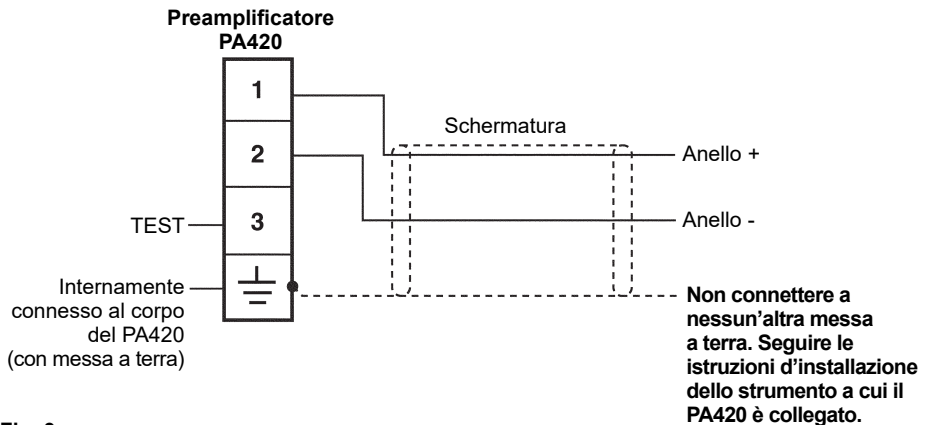 Preamplificatore
PA420
1
Schermatura
2
Anello +
TEST
3
Anello -
Internamente
connesso al corpo
del PA420
(con messa a terra)
Non connettere a
nessun'altra messa
a terra. Seguire le
istruzioni d'installazione
dello strumento a cui il
PA420 è collegato.